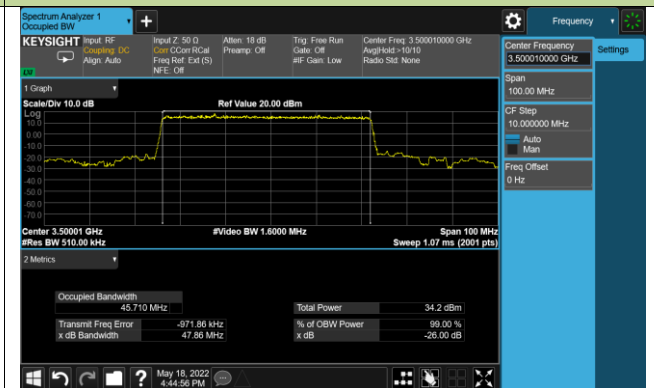 Spectrum Analyzer 1
Occupied BW
Frequency
KEYSIGHT
Input: RF
Coupling: DC
Align: Auto
Input Z: 50 Ω
Corr CCorr RCal
Freq Ref: Ext (S)
NFE: Off
Atten: 18 dB
Preamp: Off
Trig: Free Run
Gate: Off
#IF Gain: Low
Center Freq: 3.500010000 GHz
Avg|Hold:>10/10
Radio Std: None
LXI
Center Frequency
3.500010000 GHz
Settings
Span
100.00 MHz
CF Step
10.000000 MHz
Auto
Man
Freq Offset
0 Hz
1 Graph
Scale/Div 10.0 dB
Ref Value 20.00 dBm
Log
10.0
0.00
-10.0
-20.0
-30.0
-40.0
-50.0
-60.0
-70.0
Center 3.50001 GHz
#Video BW 1.6000 MHz
Span 100 MHz
#Res BW 510.00 kHz
Sweep 1.07 ms (2001 pts)
2 Metrics
Occupied Bandwidth
45.710 MHz
Total Power
34.2 dBm
Transmit Freq Error
-971.86 kHz
% of OBW Power
99.00 %
x dB Bandwidth
47.86 MHz
x dB
-26.00 dB
May 18, 2022
4:44:56 PM